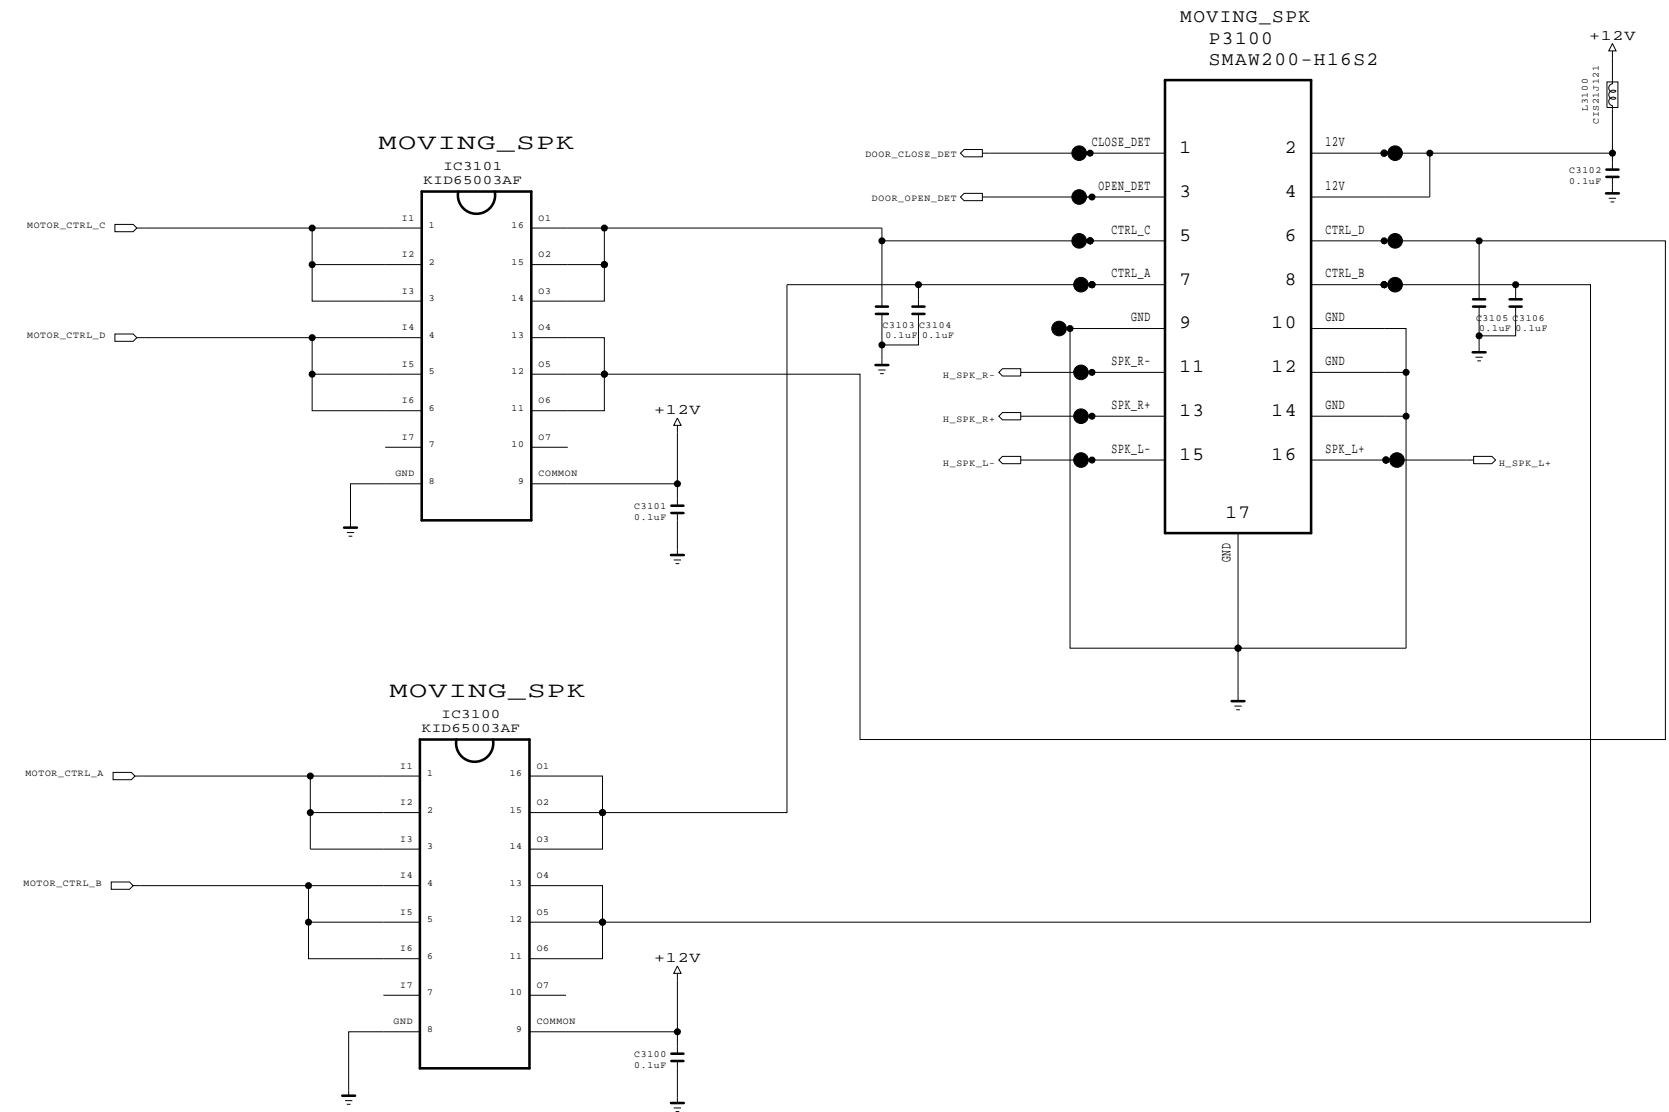 MOVING_SPK
P3100
SMAW200-H16S2
+12V
L3100
CIS21J121
C3102
0.1uF
DOOR_CLOSE_DET
CLOSE_DET 1 2 12V
DOOR_OPEN_DET
OPEN_DET 3 4 12V
CTRL_C 5 6 CTRL_D
CTRL_A 7 8 CTRL_B
GND 9 10 GND
H_SPK_R-
SPK_R- 11 12 GND
H_SPK_R+
SPK_R+ 13 14 GND
H_SPK_L-
SPK_L- 15 16 SPK_L+
H_SPK_L+
17
GND
C3103 C3104
0.1uF 0.1uF
C3105 C3106
0.1uF 0.1uF
MOVING_SPK
IC3101
KID65003AF
MOTOR_CTRL_C
I1 1 16 O1
I2 2 15 O2
I3 3 14 O3
MOTOR_CTRL_D
I4 4 13 O4
I5 5 12 O5
I6 6 11 O6
I7 7 10 O7
GND 8 9 COMMON
+12V
C3101
0.1uF
MOVING_SPK
IC3100
KID65003AF
MOTOR_CTRL_A
I1 1 16 O1
I2 2 15 O2
I3 3 14 O3
MOTOR_CTRL_B
I4 4 13 O4
I5 5 12 O5
I6 6 11 O6
I7 7 10 O7
GND 8 9 COMMON
+12V
C3100
0.1uF